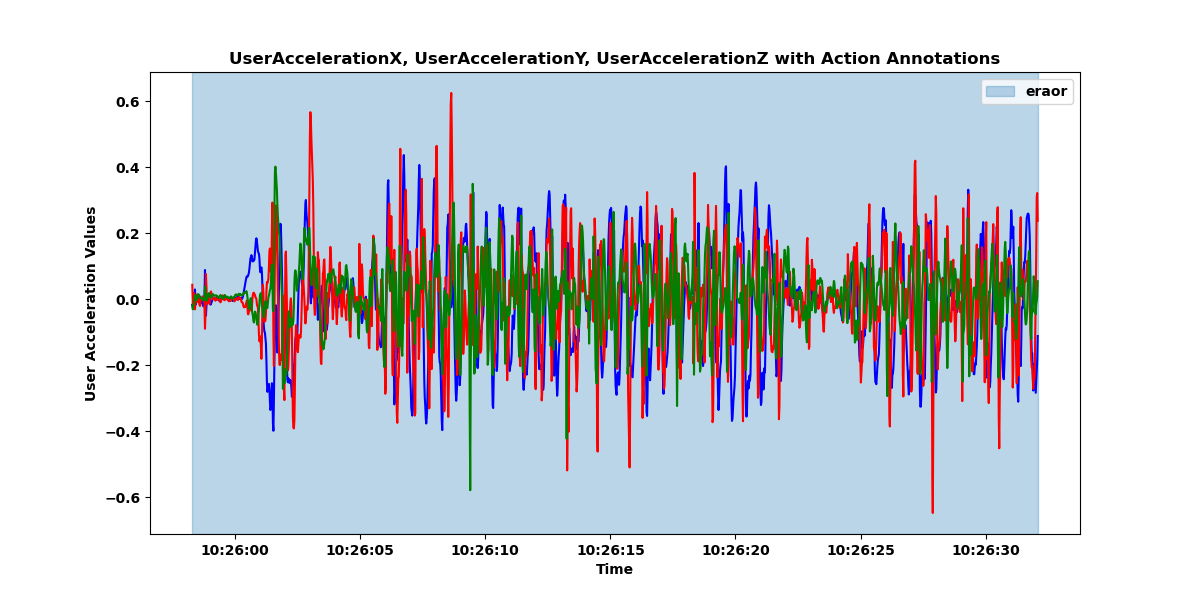 UserAccelerationX, UserAccelerationY, UserAccelerationZ with Action Annotations
eraor
User Acceleration Values
0.6
0.4
0.2
0.0
−0.2
−0.4
−0.6
10:26:00 10:26:05 10:26:10 10:26:15 10:26:20 10:26:25 10:26:30
Time